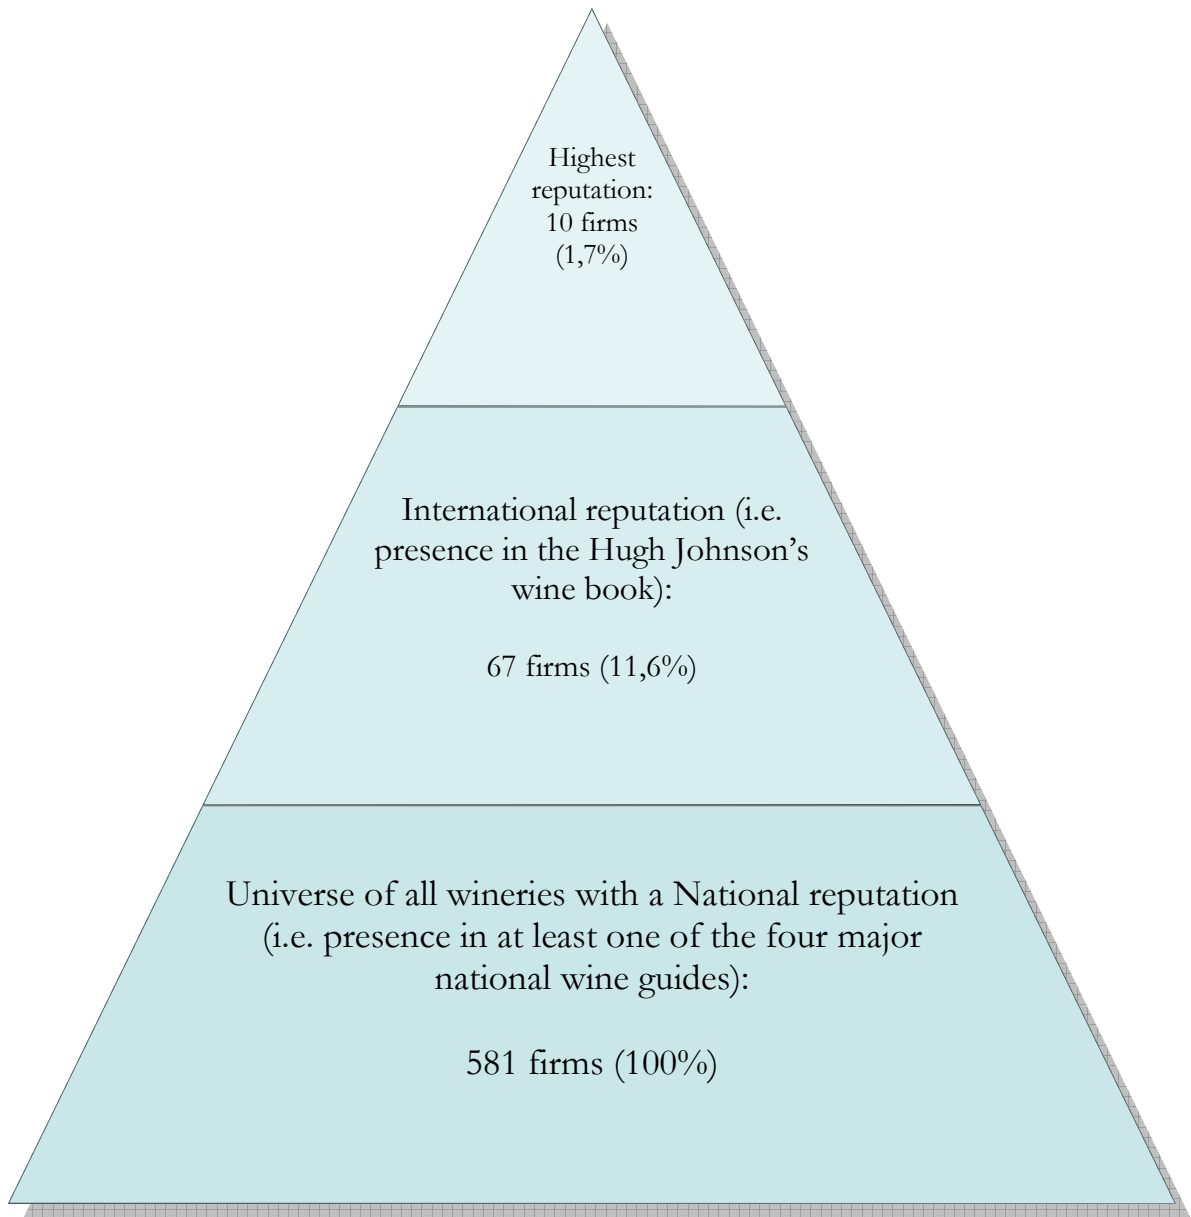 Highest
reputation:
10 firms
(1,7%)
International reputation (i.e.
presence in the Hugh Johnson’s
wine book):
67 firms (11,6%)
Universe of all wineries with a National reputation
(i.e. presence in at least one of the four major
national wine guides):
581 firms (100%)